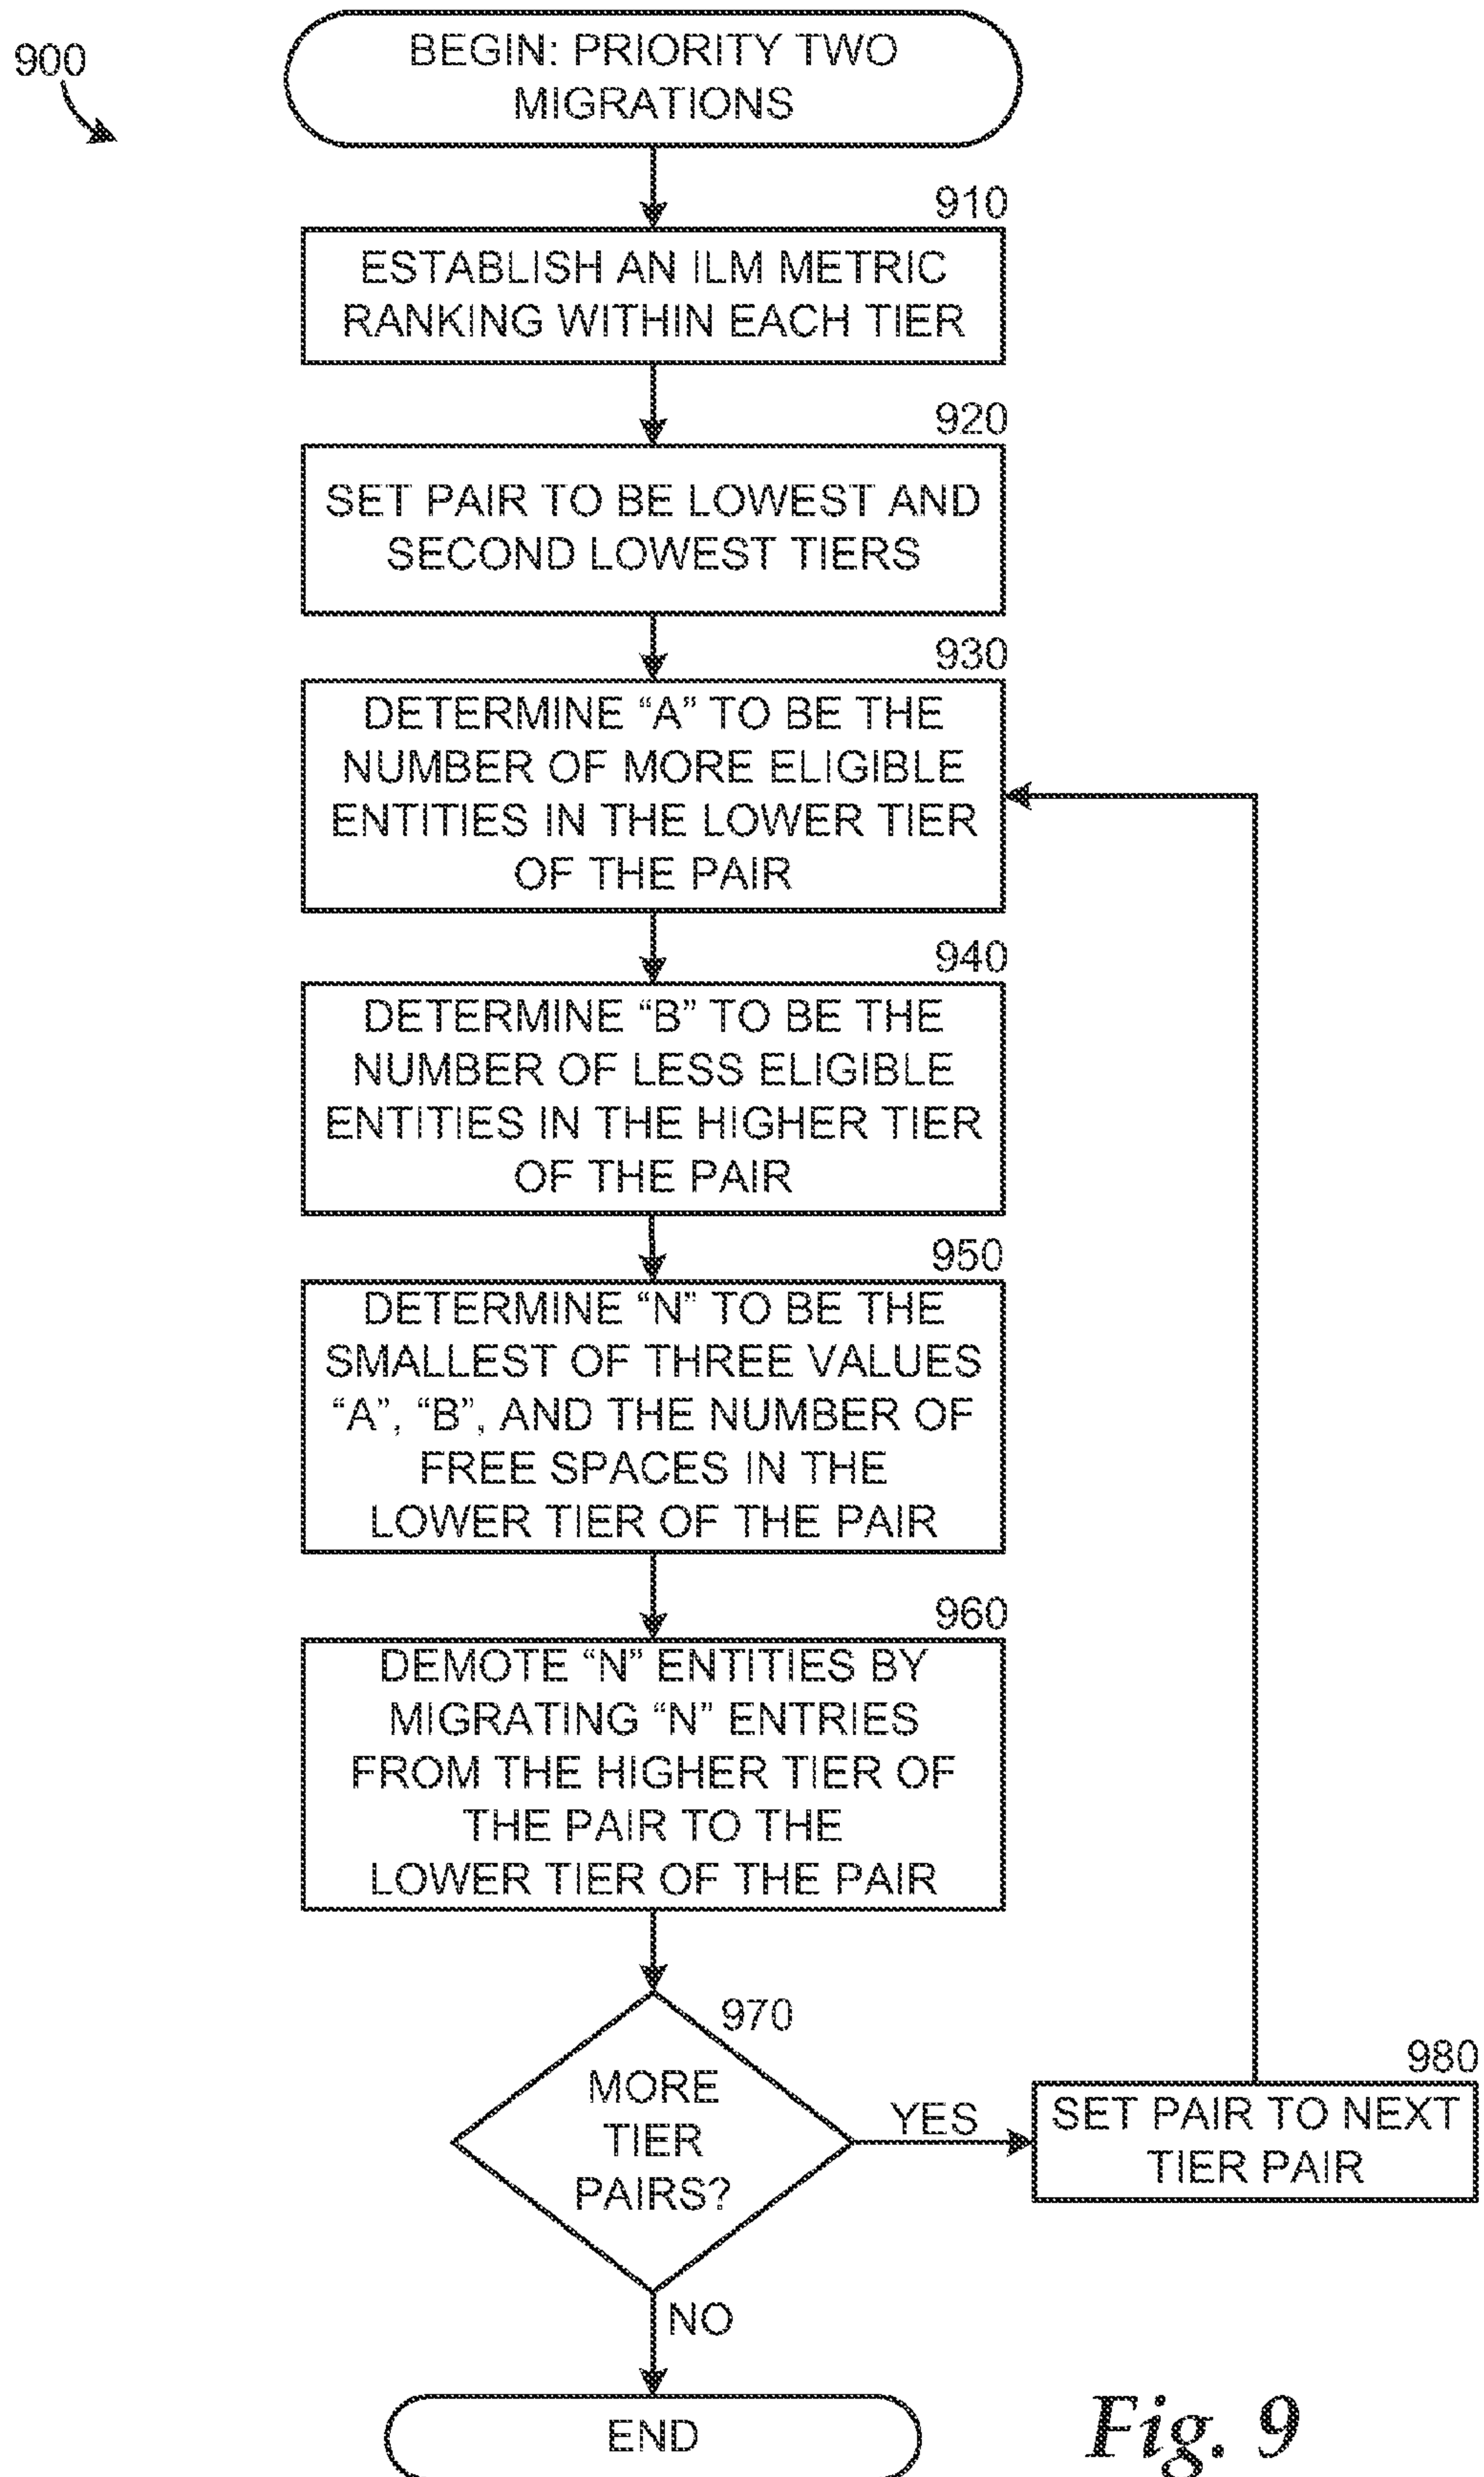 900
BEGIN: PRIORITY TWO
MIGRATIONS
910
ESTABLISH AN ILM METRIC
RANKING WITHIN EACH TIER
920
SET PAIR TO BE LOWEST AND
SECOND LOWEST TIERS
930
DETERMINE “A” TO BE THE
NUMBER OF MORE ELIGIBLE
ENTITIES IN THE LOWER TIER
OF THE PAIR
940
DETERMINE “B” TO BE THE
NUMBER OF LESS ELIGIBLE
ENTITIES IN THE HIGHER TIER
OF THE PAIR
950
DETERMINE “N” TO BE THE
SMALLEST OF THREE VALUES
“A”, “B”, AND THE NUMBER OF
FREE SPACES IN THE
LOWER TIER OF THE PAIR
960
DEMOTE “N” ENTITIES BY
MIGRATING “N” ENTRIES
FROM THE HIGHER TIER OF
THE PAIR TO THE
LOWER TIER OF THE PAIR
970
MORE
TIER
PAIRS?
YES
980
SET PAIR TO NEXT
TIER PAIR
NO
END
Fig. 9